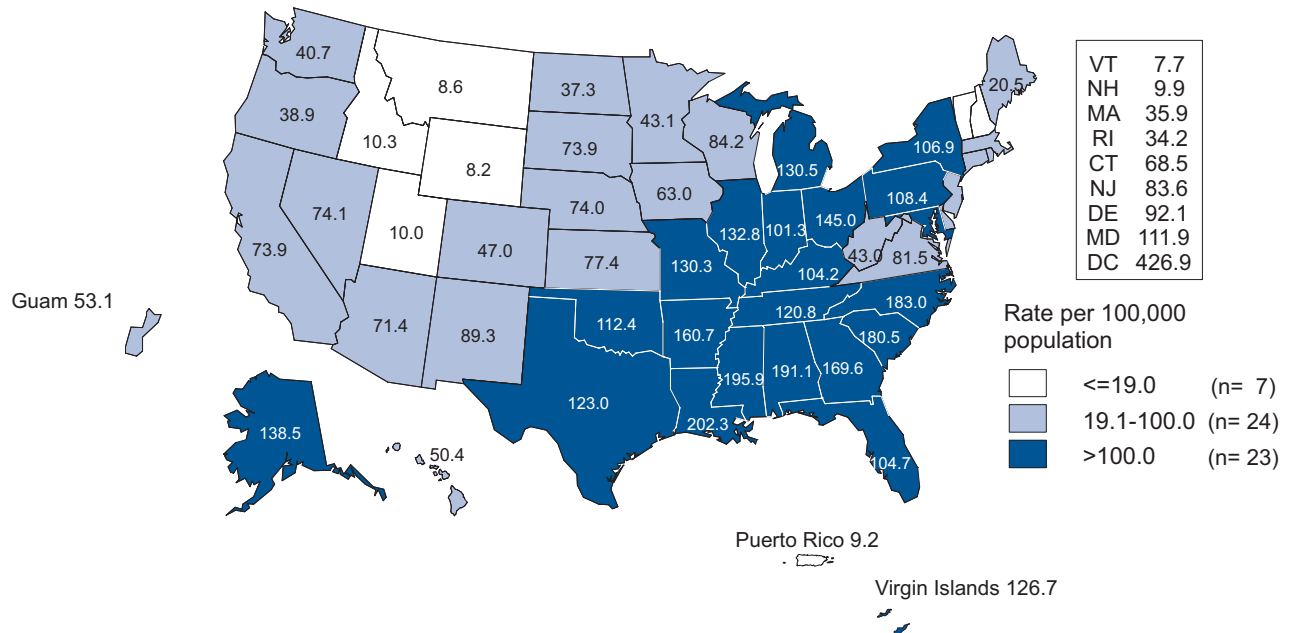 40.7
8.6
37.3
43.1
20.5
38.9
10.3
8.2
73.9
84.2
130.5
106.9
74.1
10.0
47.0
74.0
63.0
132.8
101.3
145.0
108.4
73.9
77.4
130.3
104.2
43.0
81.5
71.4
89.3
112.4
160.7
120.8
183.0
180.5
123.0
202.3
195.9
191.1
169.6
104.7
138.5
50.4
Guam 53.1
Puerto Rico 9.2
Virgin Islands 126.7
VT 7.7
NH 9.9
MA 35.9
RI 34.2
CT 68.5
NJ 83.6
DE 92.1
MD 111.9
DC 426.9
Rate per 100,000
population
<=19.0 (n= 7)
19.1-100.0 (n= 24)
>100.0 (n= 23)